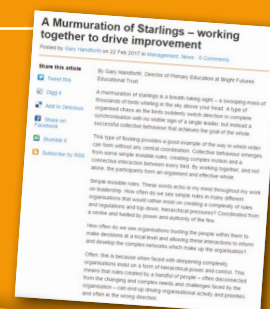 A Murmuration of Starlings – working
together to drive improvement
Posted by Gary Handforth on 22 Feb 2017 in Management, News · 0 Comments
Share this article
Tweet this
Digg it
Add to Delicious
Share on
Facebook
Stumble it
Subscribe by RSS
By Gary Handforth, Director of Primary Education at Bright Futures
Educational Trust
A murmuration of starlings is a breath-taking sight – a swooping mass of
thousands of birds whirling in the sky above your head. A type of
organised chaos as the birds suddenly switch direction in complete
synchronisation with no visible sign of a single leader, but instead a
successful collective behaviour that achieves the goal of the whole.
This type of flocking provides a good example of the way in which order
can form without any central coordination. Collective behaviour emerges
from some simple invisible rules, creating complex motion and a
connective interaction between every bird. By working together, and not
alone, the participants form an organised and effective whole.
Simple invisible rules. These words echo in my mind throughout my work
on leadership. How often do we see simple rules in many different
organisations that would rather insist on creating a complexity of rules
and regulations and top down, hierarchical pressures? Coordinated from
a centre and fuelled by power and authority of the few.
How often do we see organisations trusting the people within them to
make decisions at a local level and allowing these interactions to inform
and develop the complex networks which make up the organisation?
Often, this is because when faced with deepening complexity,
organisations insist on a form of hierarchical power and control. This
means that rules created by a handful of people – often disconnected
from the changing and complex needs and challenges faced by the
organisation – can end up driving organisational activity and priorities
and often in the wrong direction.